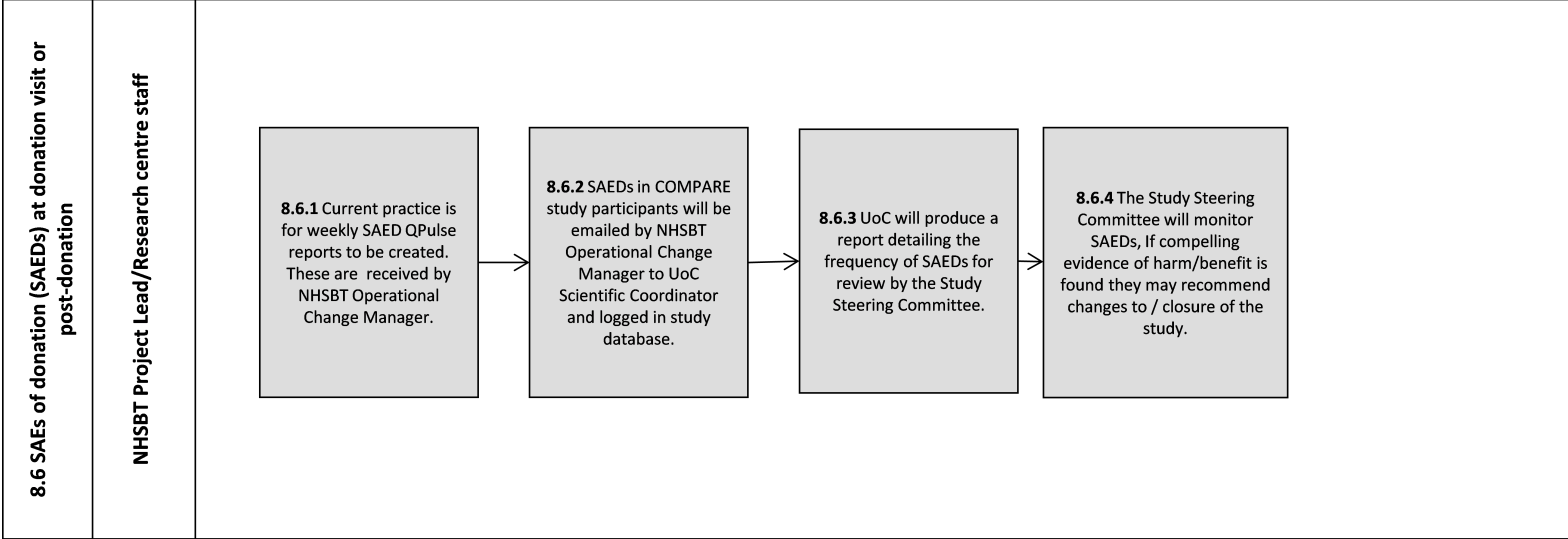 8.6 SAEs of donation (SAEDs) at donation visit or
post-donation
NHSBT Project Lead/Research centre staff
8.6.1 Current practice is
for weekly SAED QPulse
reports to be created.
These are  received by
NHSBT Operational
Change Manager.
8.6.2 SAEDs in COMPARE
study participants will be
emailed by NHSBT
Operational Change
Manager to UoC
Scientific Coordinator
and logged in study
database.
8.6.3 UoC will produce a
report detailing the
frequency of SAEDs for
review by the Study
Steering Committee.
8.6.4 The Study Steering
Committee will monitor
SAEDs, If compelling
evidence of harm/benefit is
found they may recommend
changes to / closure of the
study.